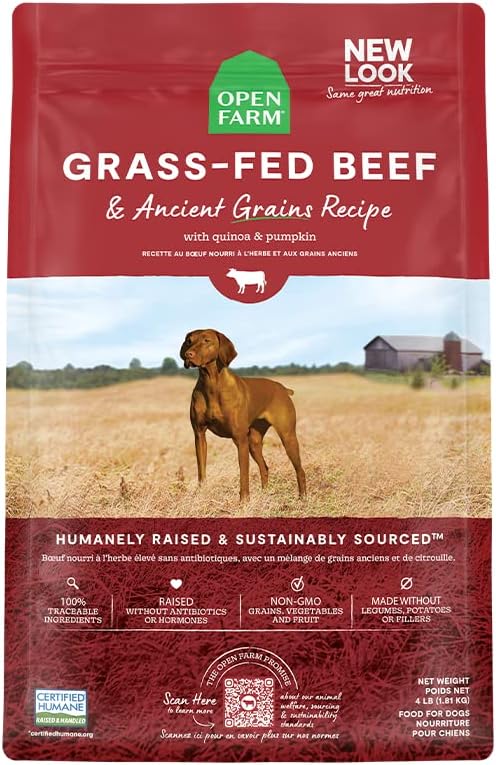 NEW
LOOK
Same great nutrition
OPEN
FARM®
GRASS-FED BEEF
& Ancient Grains Recipe
with quinoa & pumpkin
RECETTE AU BŒUF NOURRI À L'HERBE ET AUX GRAINS ANCIENS
HUMANELY RAISED & SUSTAINABLY SOURCED™
Bœuf nourri à l'herbe élevé sans antibiotiques, avec un mélange de grains anciens et de citrouille.
100%
TRACEABLE
INGREDIENTS
RAISED
WITHOUT ANTIBIOTICS
OR HORMONES
NON-GMO
GRAINS, VEGETABLES
AND FRUIT
MADE WITHOUT
LEGUMES, POTATOES
OR FILLERS
THE OPEN FARM PROMISE
Scan Here
to learn more
about our animal
welfare, sourcing
& sustainability
standards
Scannez ici pour en savoir plus sur nos normes
CERTIFIED
HUMANE
RAISED & HANDLED
*certifiedhumane.org
NET WEIGHT
POIDS NET
4 LB (1.81 KG)
FOOD FOR DOGS
NOURRITURE
POUR CHIENS